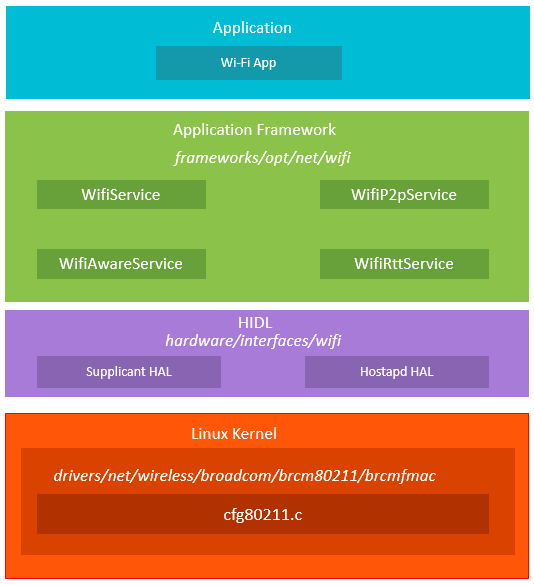 Application
Wi-Fi App
Application Framework
frameworks/opt/net/wifi
WifiService
WifiP2pService
WifiAwareService
WifiRttService
HIDL
hardware/interfaces/wifi
Supplicant HAL
Hostapd HAL
Linux Kernel
drivers/net/wireless/broadcom/brcm80211/brcmfmac
cfg80211.c